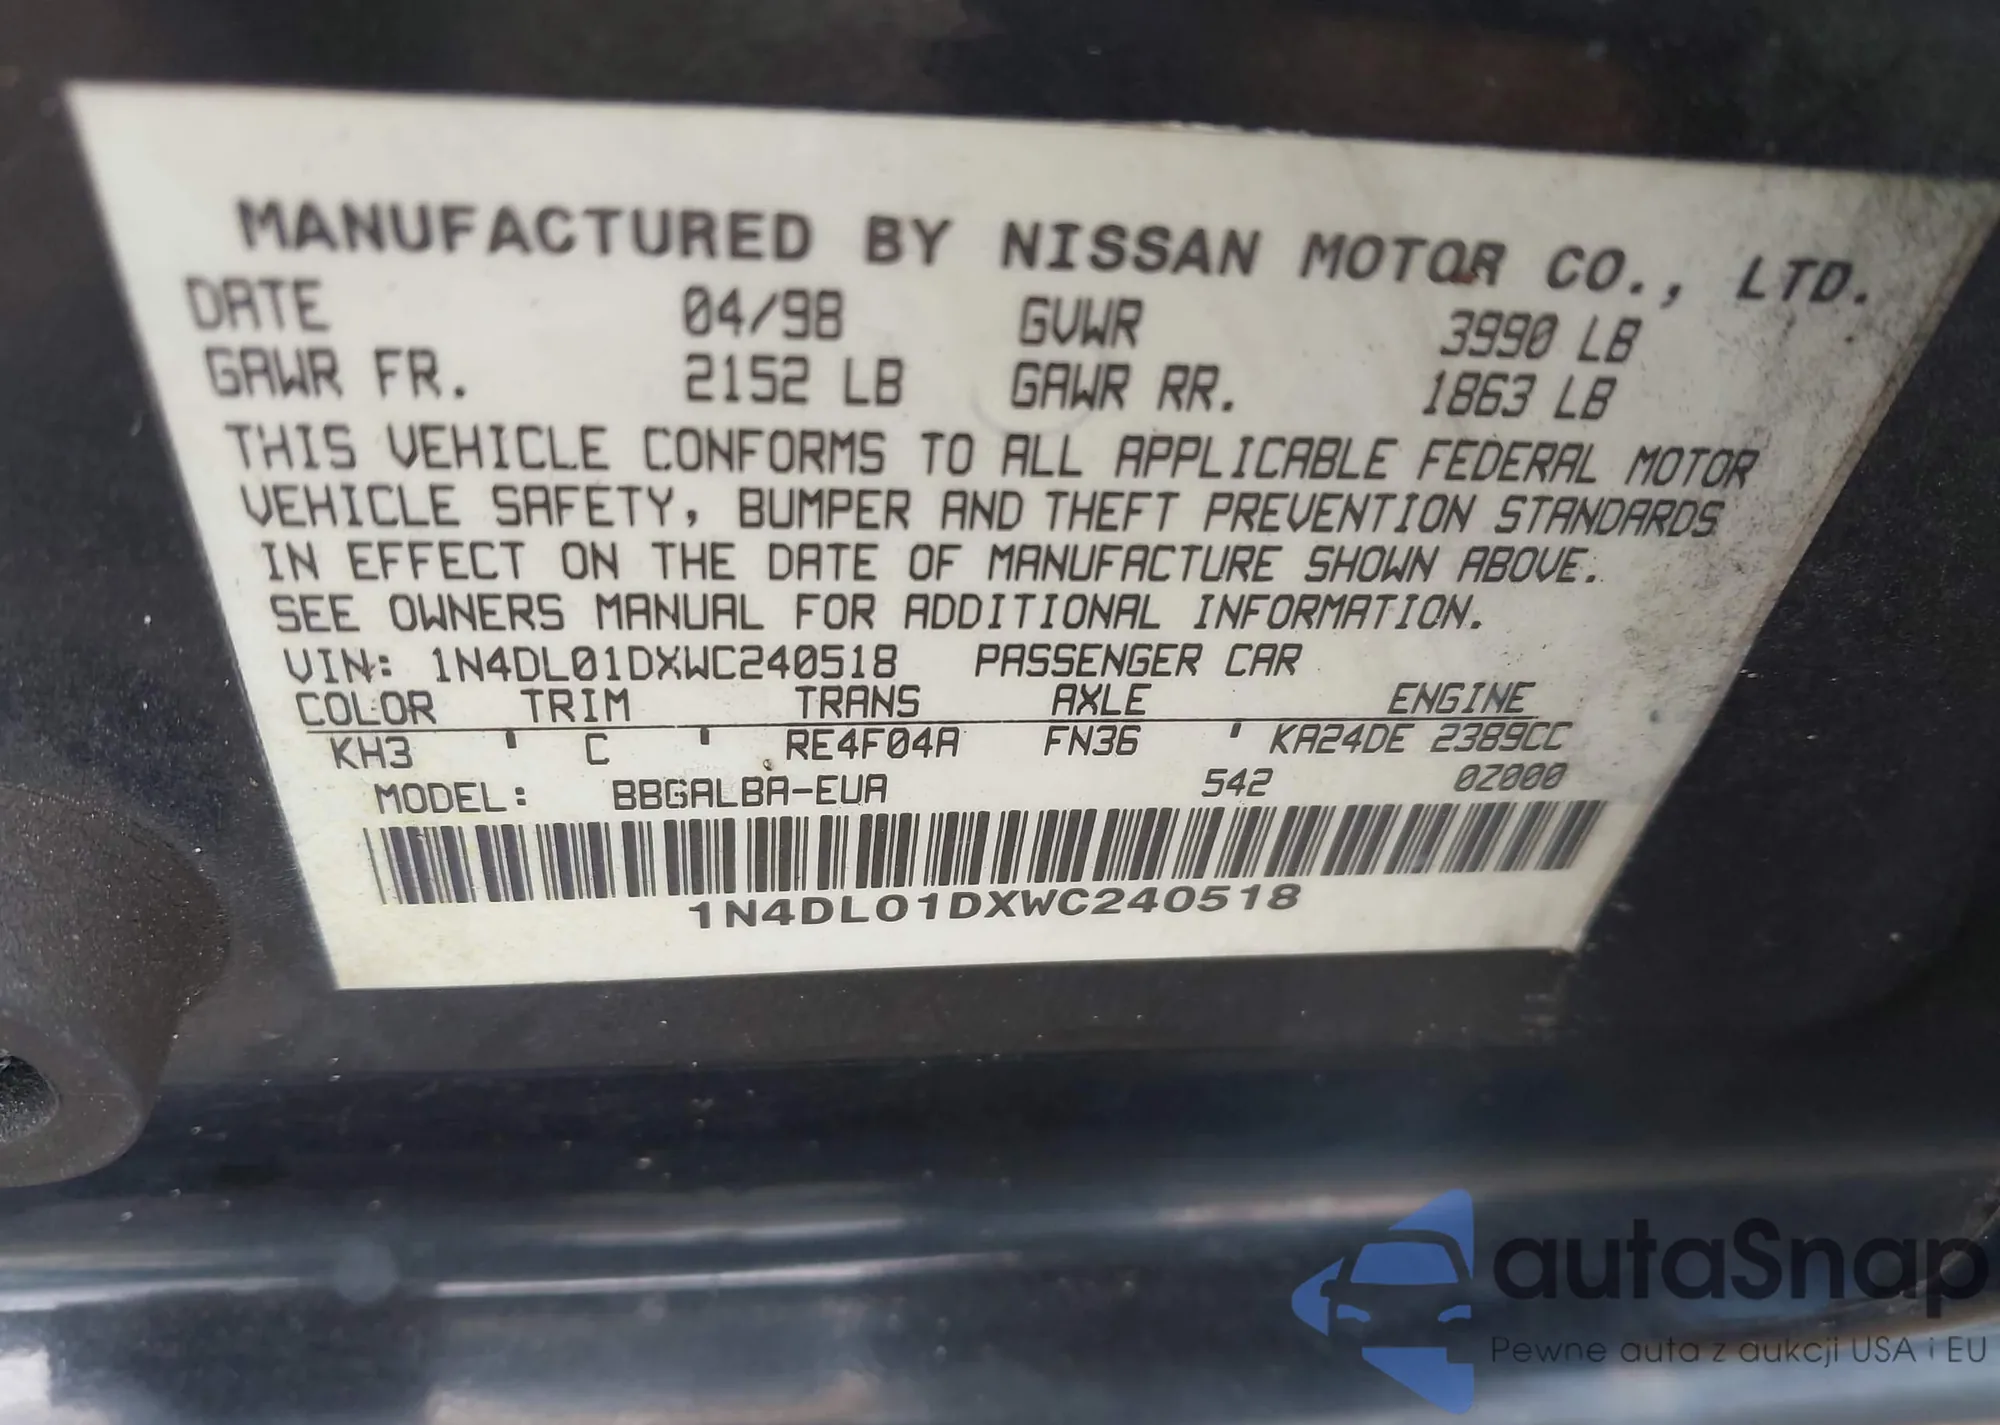 MANUFACTURED BY NISSAN MOTOR CO., LTD.
DATE 04/98 GVWR 3990 LB
GAWR FR. 2152 LB GAWR RR. 1863 LB
THIS VEHICLE CONFORMS TO ALL APPLICABLE FEDERAL MOTOR
VEHICLE SAFETY, BUMPER AND THEFT PREVENTION STANDARDS
IN EFFECT ON THE DATE OF MANUFACTURE SHOWN ABOVE.
SEE OWNERS MANUAL FOR ADDITIONAL INFORMATION.
VIN: 1N4DL01DXWC240518 PASSENGER CAR
COLOR TRIM TRANS AXLE ENGINE
KH3 ' C ' RE4F04A FN36 ' KA24DE 2389CC
MODEL: BBGALBA-EUA 542 0Z000
1N4DL01DXWC240518
autaSnap
Pewne auta z aukcji USA i EU